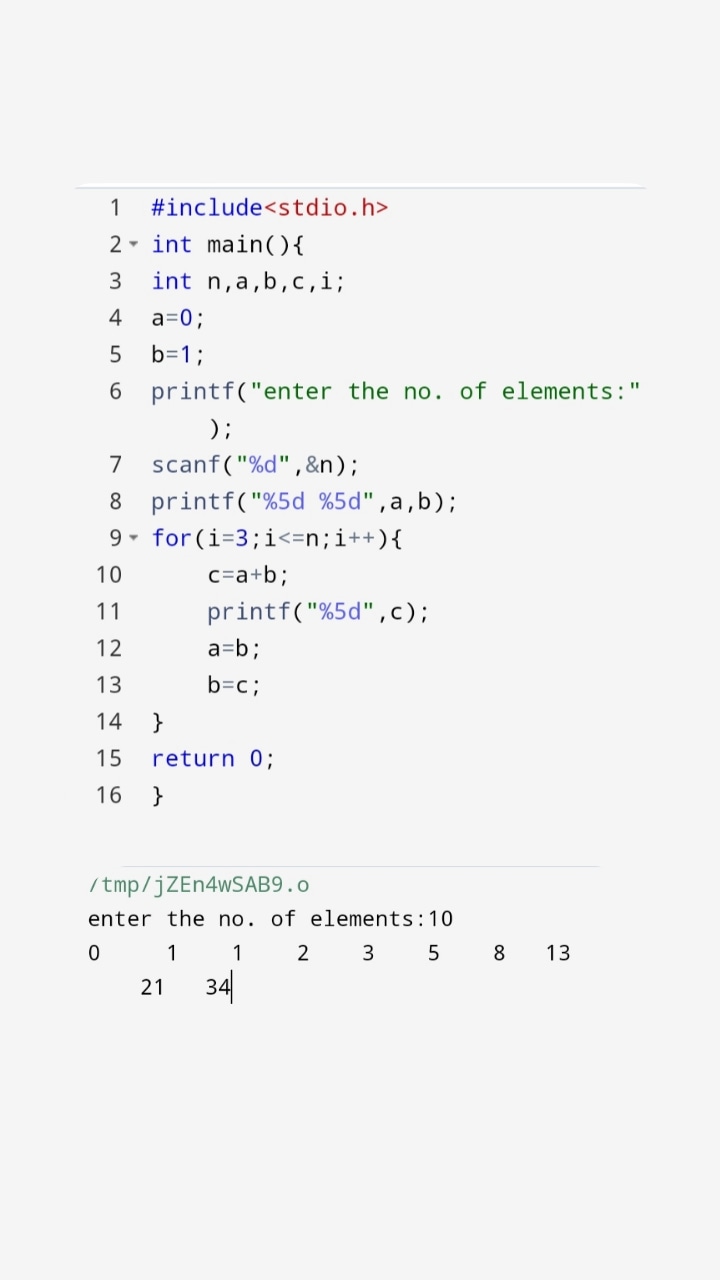 1 #include<stdio.h>
2 int main(){
3 int n,a,b,c,i;
4 a=0;
5 b=1;
6 printf("enter the no. of elements:"
);
7 scanf("%d",&n);
8 printf("%5d %5d",a,b);
9 for(i=3;i<=n;i++){
10 c=a+b;
11 printf("%5d",c);
12 a=b;
13 b=c;
14 }
15 return 0;
16 }
/tmp/jZEn4wSAB9.o
enter the no. of elements:10
0 1 1 2 3 5 8 13
21 34